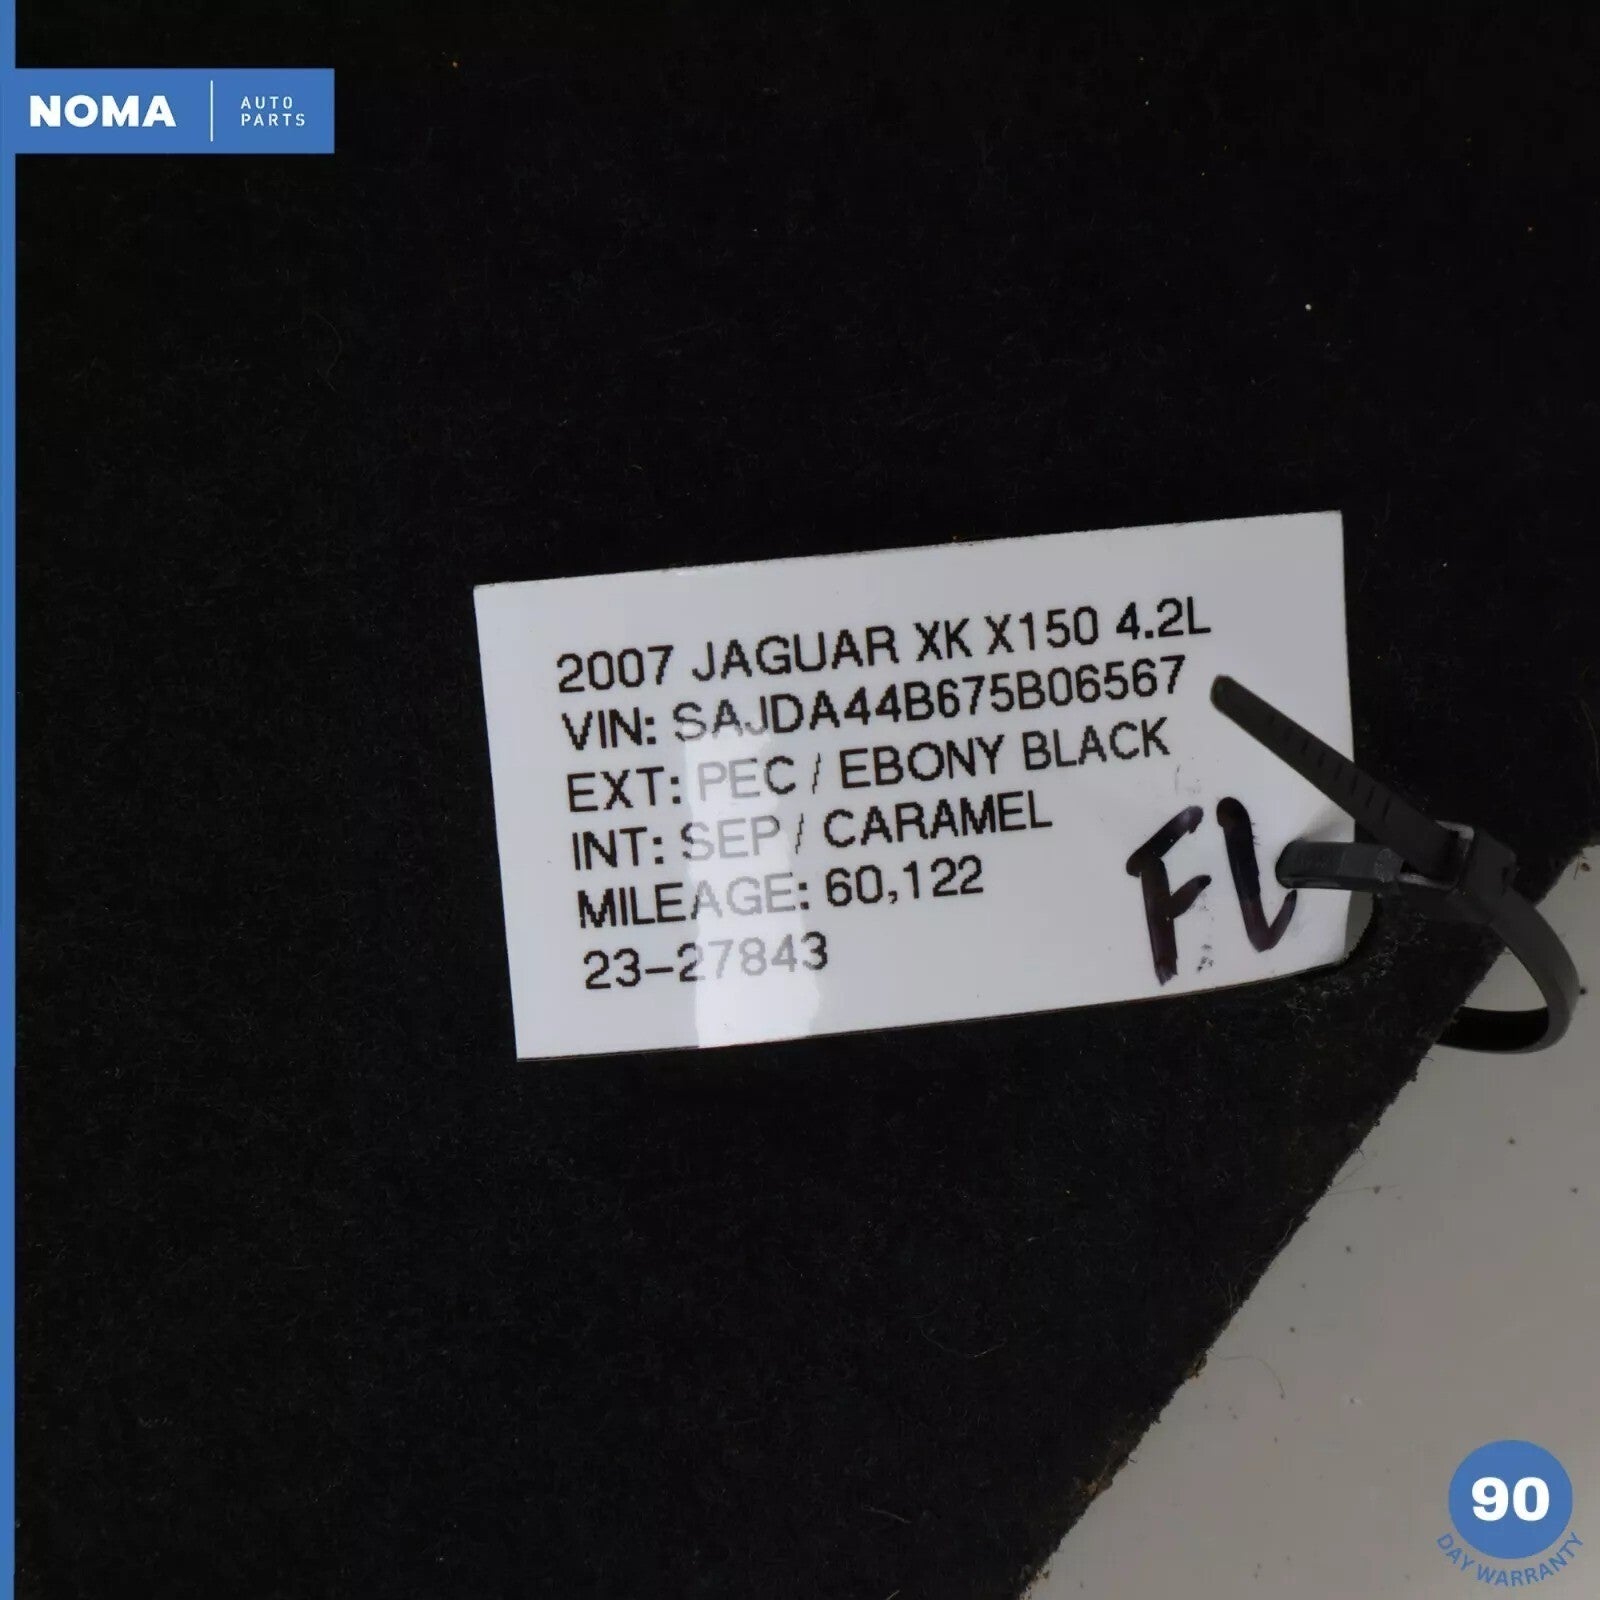 NOMA
AUTO
PARTS
2007 JAGUAR XK X150 4.2L
VIN: SAJDA44B675B06567
EXT: PEC / EBONY BLACK
INT: SEP / CARAMEL
MILEAGE: 60,122
23-27843
FL
90
DAY WARRANTY